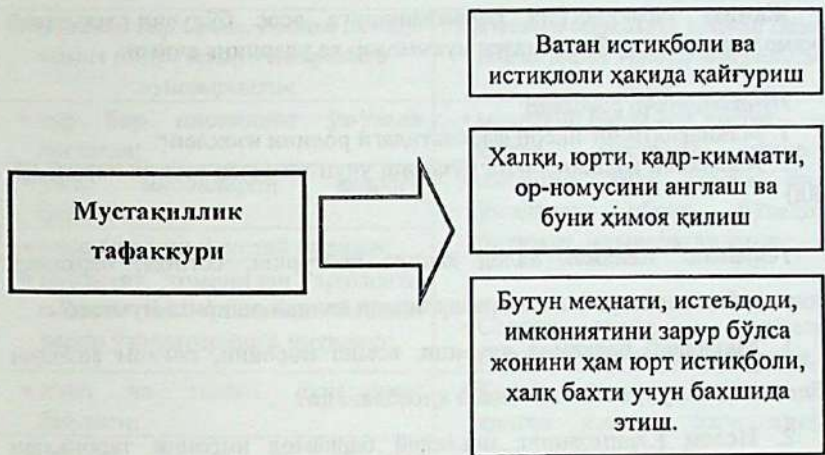 Мустақиллик
тафаккури
Ватан истиқболи ва
истиқлоли ҳақида қайғуриш
Халқи, юрти, қадр-қиммати,
ор-номусини англаш ва
буни ҳимоя қилиш
Бутун меҳнати, истеъдоди,
имкониятини зарур бўлса
жонини ҳам юрт истиқболи,
халқ бахти учун бахшида
этиш.